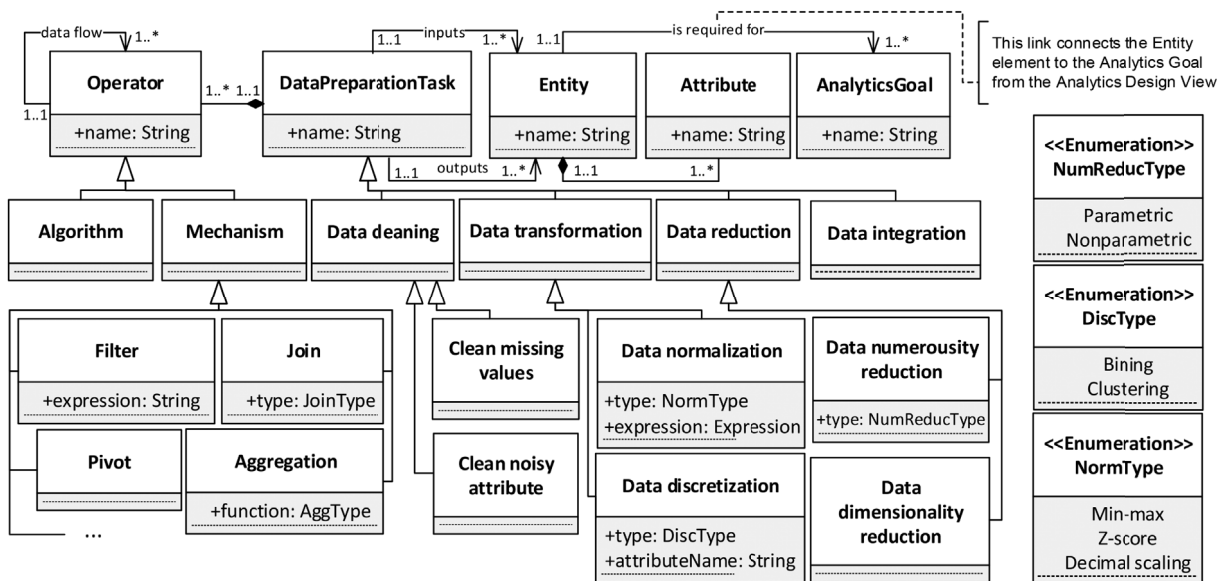 data flow
1..*
1..1
inputs
1..*
1..1
is required for
1..*
This link connects the Entity
element to the Analytics Goal
from the Analytics Design View
Operator
+name: String
1..*
1..1
1..1
DataPreparationTask
+name: String
Entity
+name: String
Attribute
+name: String
AnalyticsGoal
+name: String
1..1
outputs
1..*
1..1
1..*
Algorithm
Mechanism
Data deaning
Data transformation
Data reduction
Data integration
Filter
+expression: String
Join
+type: JoinType
Clean missing
values
Data normalization
+type: NormType
+expression: Expression
Data numerousity
reduction
+type: NumReducType
Pivot
Aggregation
+function: AggType
Clean noisy
attribute
Data discretization
+type: DiscType
+attributeName: String
Data
dimensionality
reduction
...
<<Enumeration>>
NumReducType
Parametric
Nonparametric
<<Enumeration>>
DiscType
Bining
Clustering
<<Enumeration>>
NormType
Min-max
Z-score
Decimal scaling